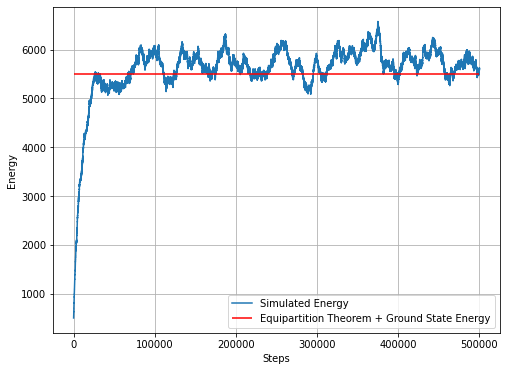 6000
5000
4000
3000
2000
1000
Energy
0 100000 200000 300000 400000 500000
Steps
Simulated Energy
Equipartition Theorem + Ground State Energy